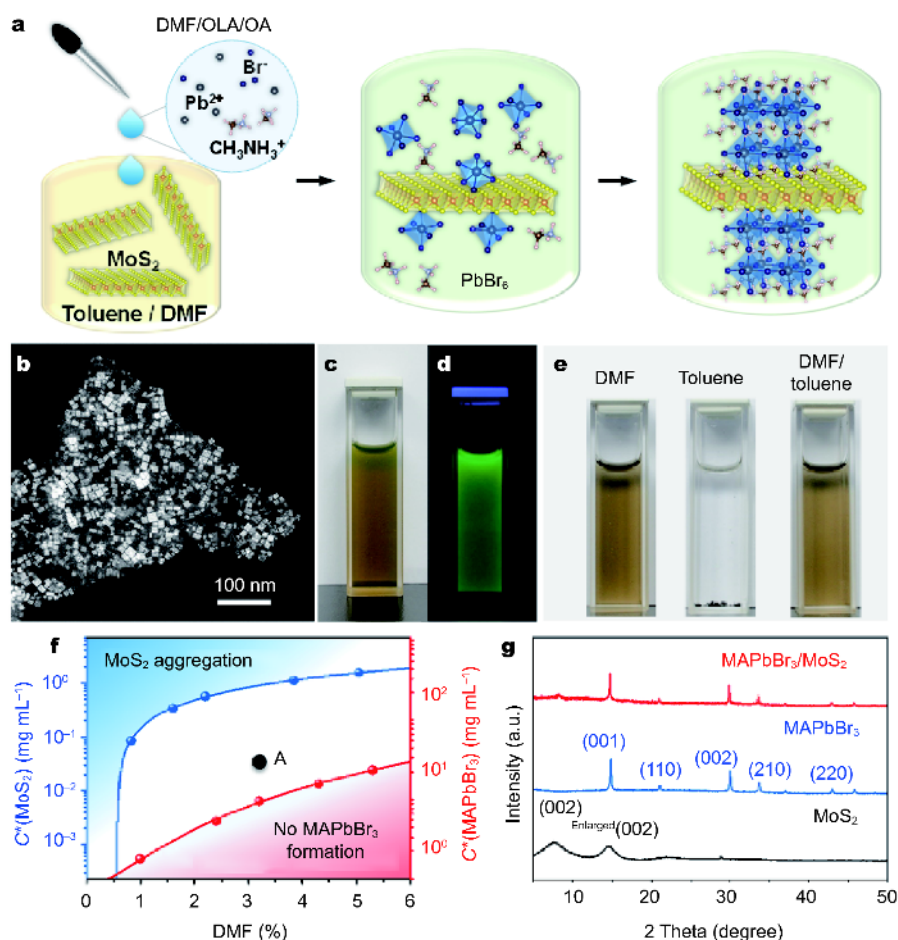 a
DMF/OLA/OA
Br⁻
Pb²⁺
CH₃NH₃⁺
MoS₂
Toluene / DMF
PbBr₆
b
100 nm
c
d
e
DMF
Toluene
DMF/
toluene
f
MoS₂ aggregation
A
No MAPbBr₃
formation
C*(MoS₂) (mg mL⁻¹)
10⁰
10⁻¹
10⁻²
10⁻³
C*(MAPbBr₃) (mg mL⁻¹)
10²
10¹
10⁰
0 1 2 3 4 5 6
DMF (%)
g
MAPbBr₃/MoS₂
MAPbBr₃
(001)
(110)
(002)
(210)
(220)
MoS₂
(002)
Enlarged (002)
Intensity (a.u.)
10 20 30 40 50
2 Theta (degree)